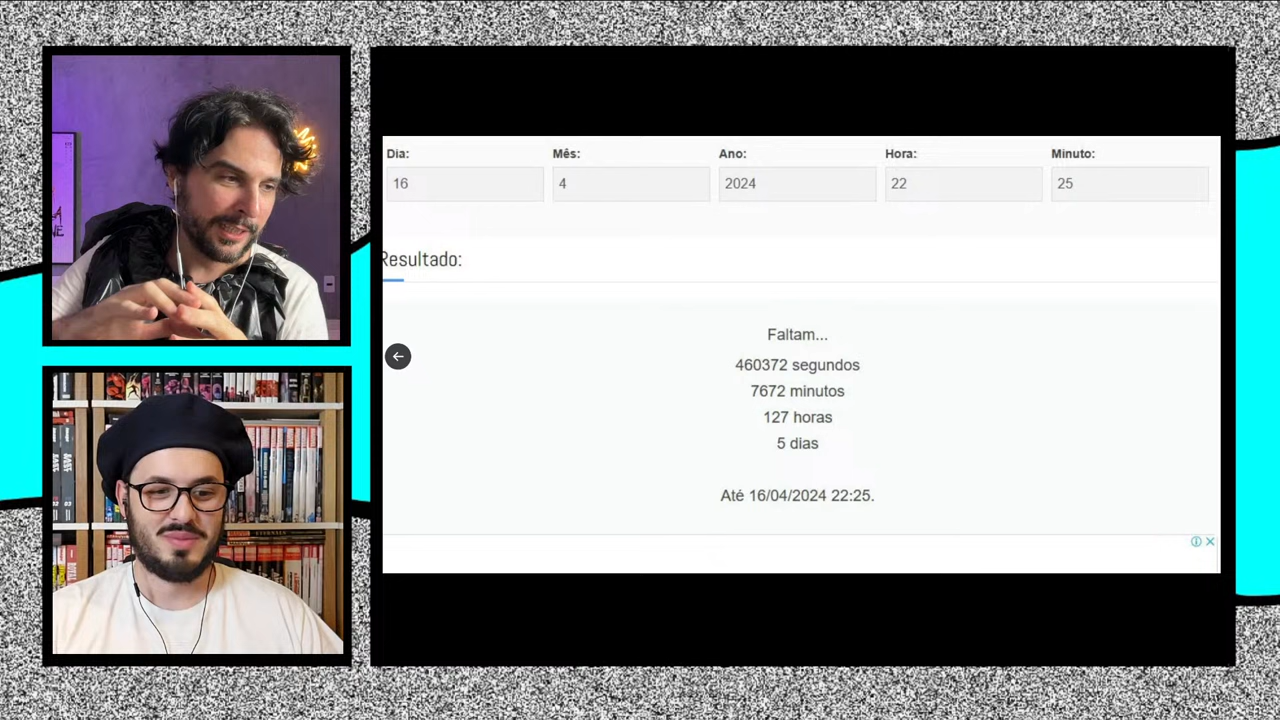 Dia:
Mês:
Ano:
Hora:
Minuto:
16
4
2024
22
25
Resultado:
Faltam...
460372 segundos
7672 minutos
127 horas
5 dias
Até 16/04/2024 22:25.